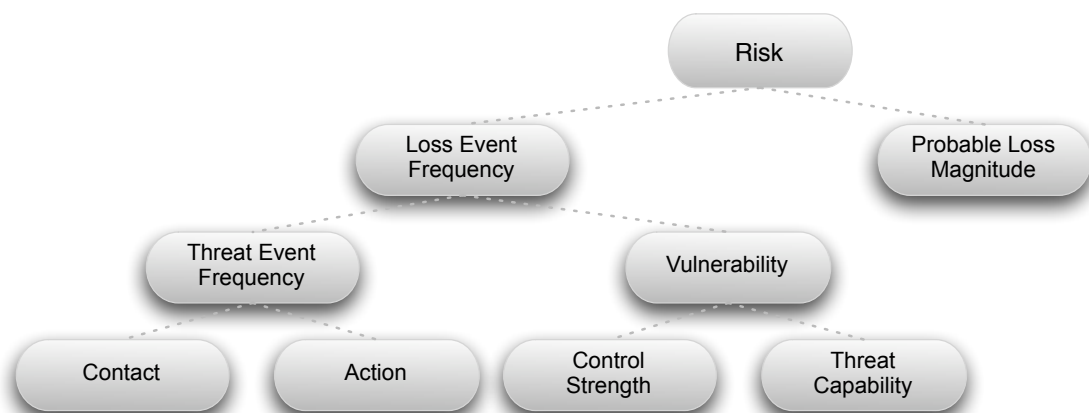 Risk
Loss Event
Frequency
Probable Loss
Magnitude
Threat Event
Frequency
Vulnerability
Contact
Action
Control
Strength
Threat
Capability